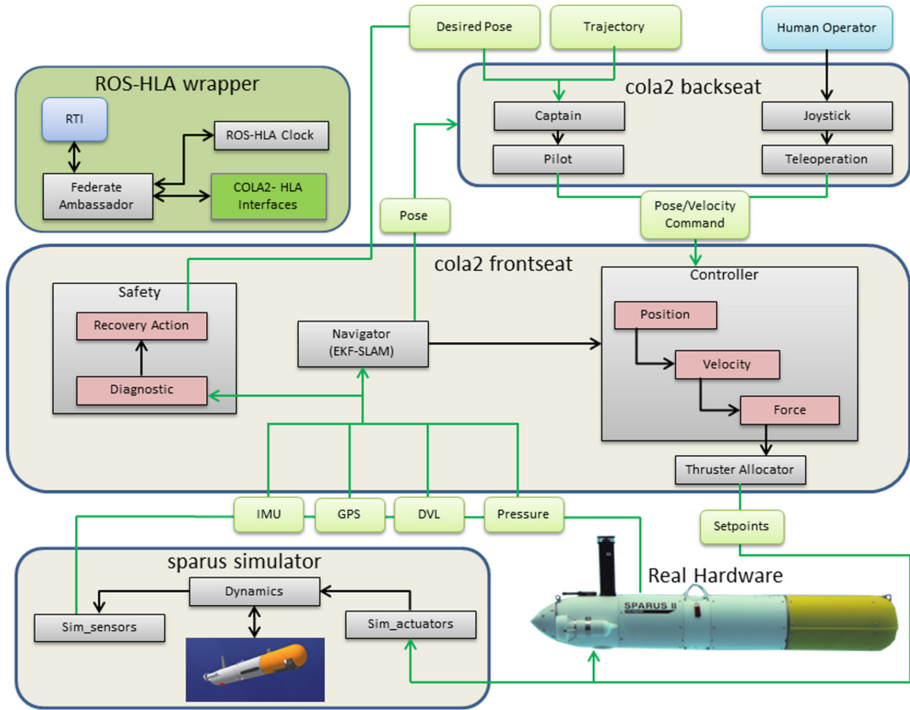 Desired Pose
Trajectory
Human Operator
ROS-HLA wrapper
RTI
ROS-HLA Clock
Federate
Ambassador
COLA2- HLA
Interfaces
cola2 backseat
Captain
Joystick
Pilot
Teleoperation
Pose
Pose/Velocity
Command
cola2 frontseat
Safety
Recovery Action
Diagnostic
Navigator
(EKF-SLAM)
Controller
Position
Velocity
Force
Thruster Allocator
IMU
GPS
DVL
Pressure
Setpoints
sparus simulator
Dynamics
Sim_sensors
Sim_actuators
Real Hardware
SPARUS II